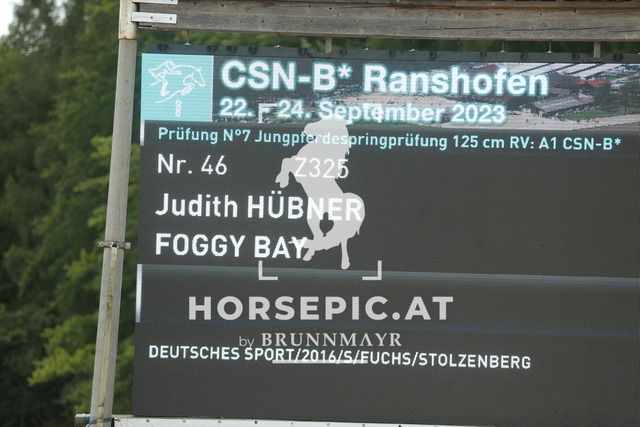 CSN-B* Ranshofen
22. - 24. September 2023
Prüfung N°7 Jungpferdespringprüfung 125 cm RV: A1 CSN-B*
Nr. 46 Z325
Judith HÜBNER
FOGGY BAY
HORSEPIC.AT
by BRUNNMAYR
DEUTSCHES SPORT/2016/S/FUCHS/STOLZENBERG